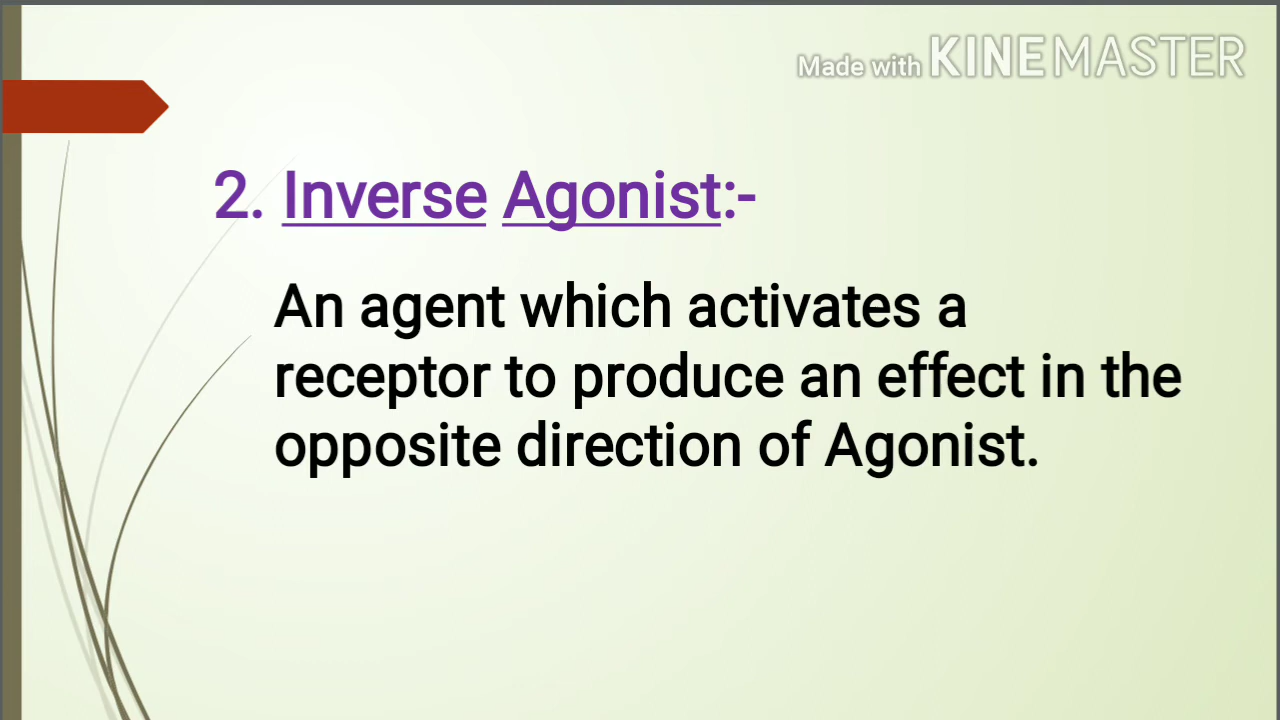 Made with KINEMASTER
2. Inverse Agonist:-
An agent which activates a
receptor to produce an effect in the
opposite direction of Agonist.